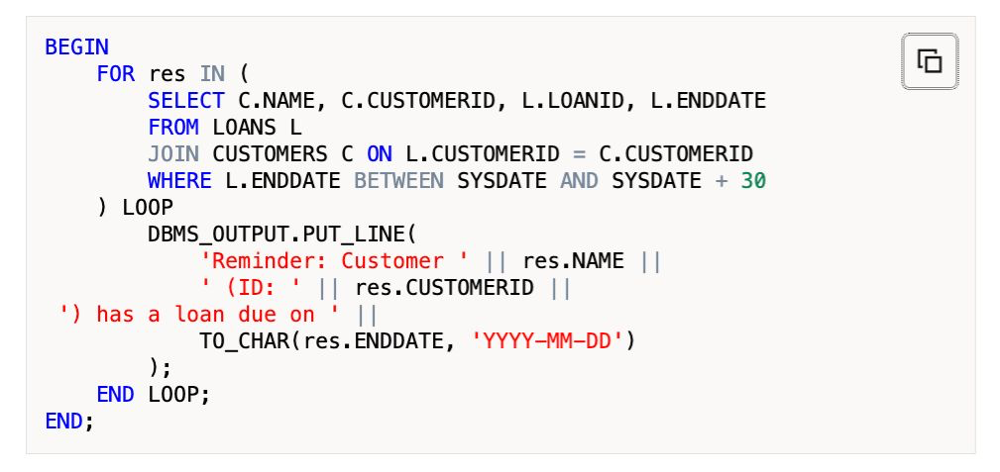 BEGIN
    FOR res IN (
        SELECT C.NAME, C.CUSTOMERID, L.LOANID, L.ENDDATE
        FROM LOANS L
        JOIN CUSTOMERS C ON L.CUSTOMERID = C.CUSTOMERID
        WHERE L.ENDDATE BETWEEN SYSDATE AND SYSDATE + 30
    ) LOOP
        DBMS_OUTPUT.PUT_LINE(
            'Reminder: Customer ' || res.NAME ||
            ' (ID: ' || res.CUSTOMERID ||
 ') has a loan due on ' ||
            TO_CHAR(res.ENDDATE, 'YYYY-MM-DD')
        );
    END LOOP;
END;